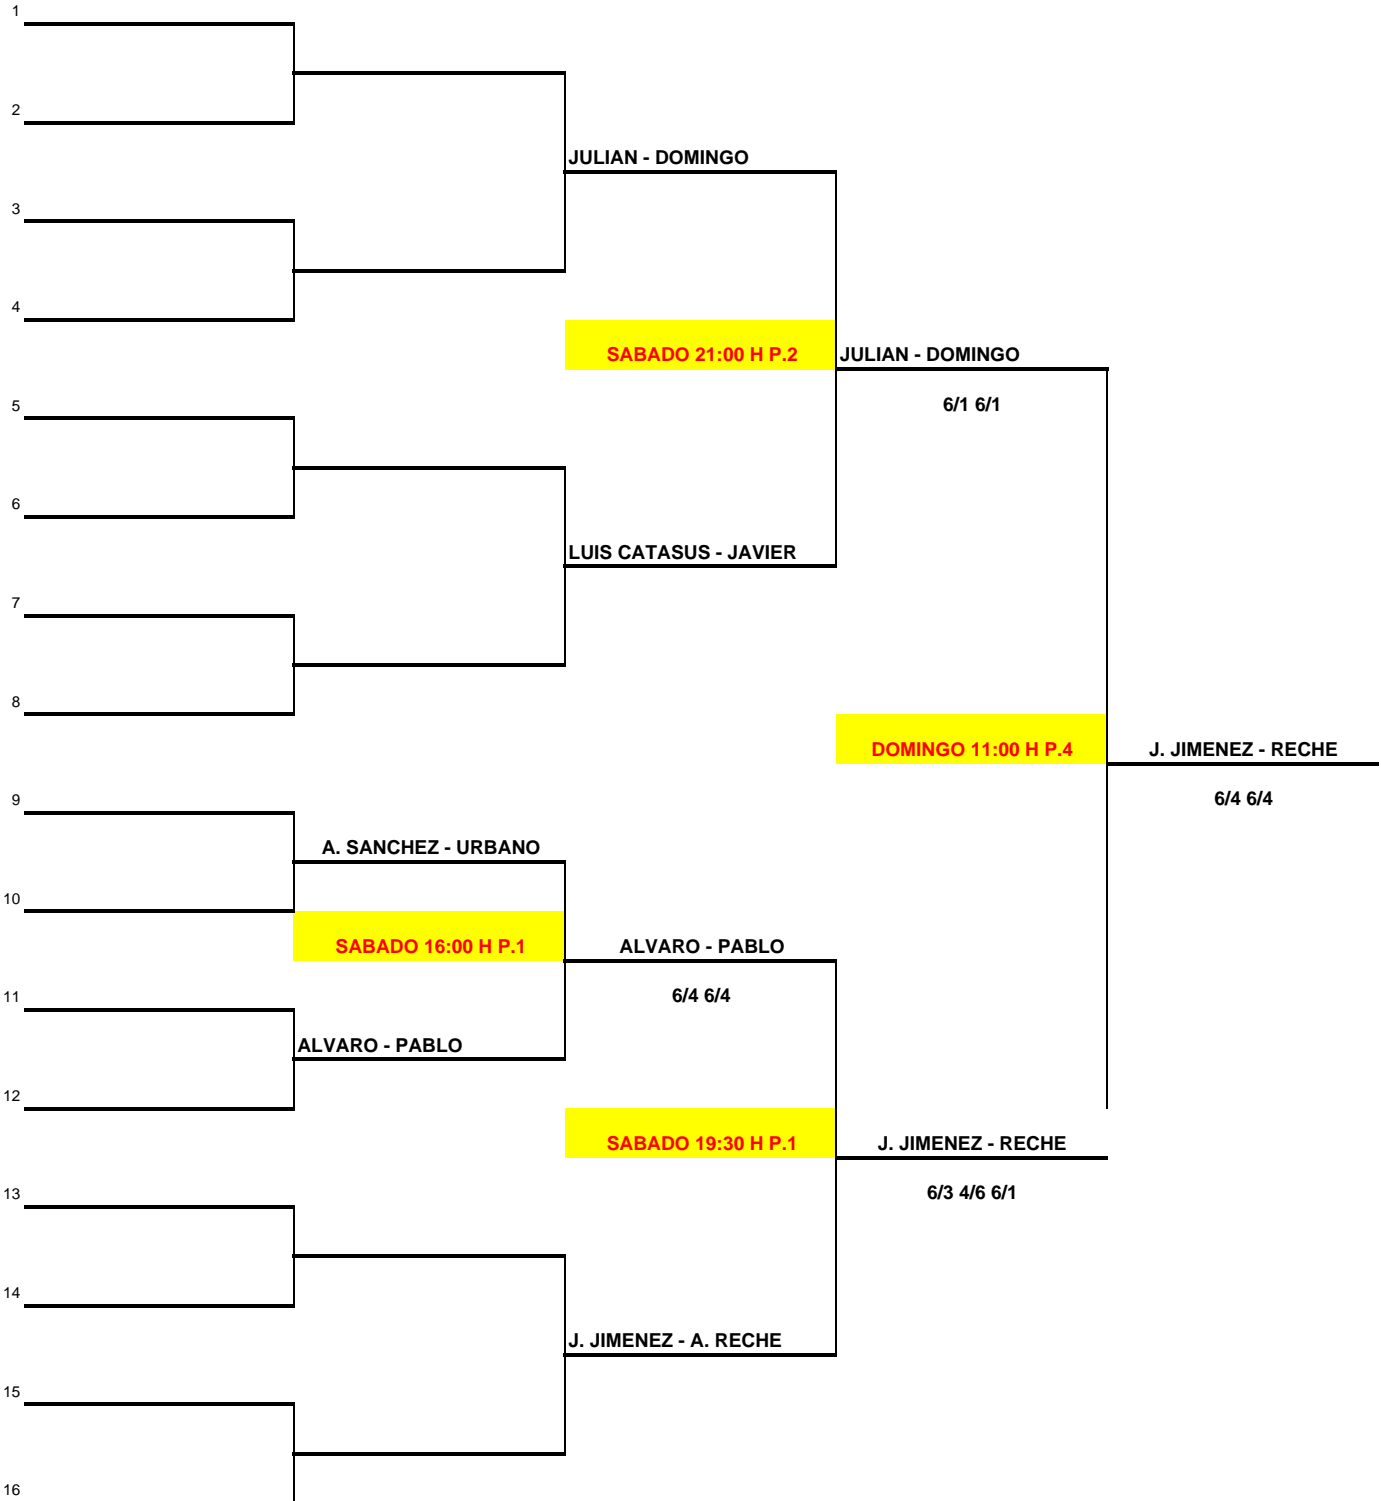 1
2
JULIAN - DOMINGO
3
4
SABADO 21:00 H P.2
JULIAN - DOMINGO
6/1 6/1
5
6
LUIS CATASUS - JAVIER
7
8
DOMINGO 11:00 H P.4
J. JIMENEZ - RECHE
6/4 6/4
9
A. SANCHEZ - URBANO
10
SABADO 16:00 H P.1
ALVARO - PABLO
6/4 6/4
11
ALVARO - PABLO
12
SABADO 19:30 H P.1
J. JIMENEZ - RECHE
6/3 4/6 6/1
13
14
J. JIMENEZ - A. RECHE
15
16